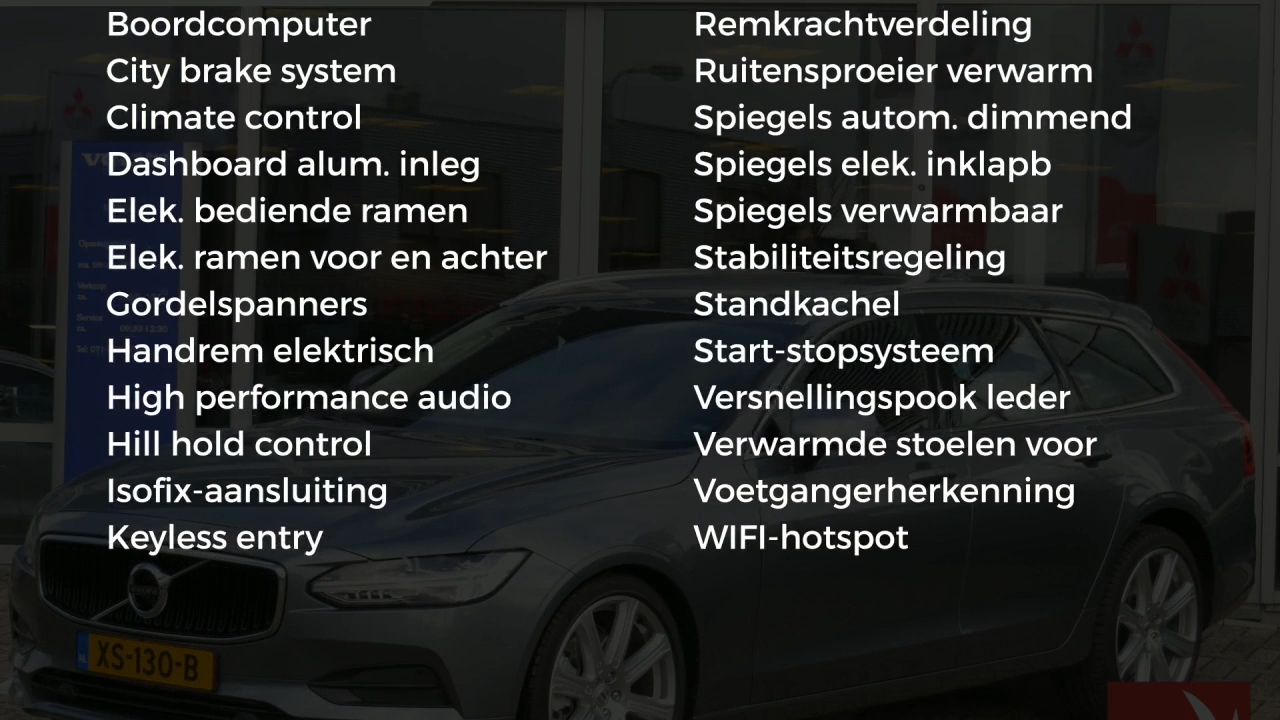 Boordcomputer
City brake system
Climate control
Dashboard alum. inleg
Elek. bediende ramen
Elek. ramen voor en achter
Gordelspanners
Handrem elektrisch
High performance audio
Hill hold control
Isofix-aansluiting
Keyless entry
Remkrachtverdeling
Ruitensproeier verwarm
Spiegels autom. dimmend
Spiegels elek. inklapb
Spiegels verwarmbaar
Stabiliteitsregeling
Standkachel
Start-stopsysteem
Versnellingspook leder
Verwarmde stoelen voor
Voetgangerherkenning
WIFI-hotspot
XS-130-B